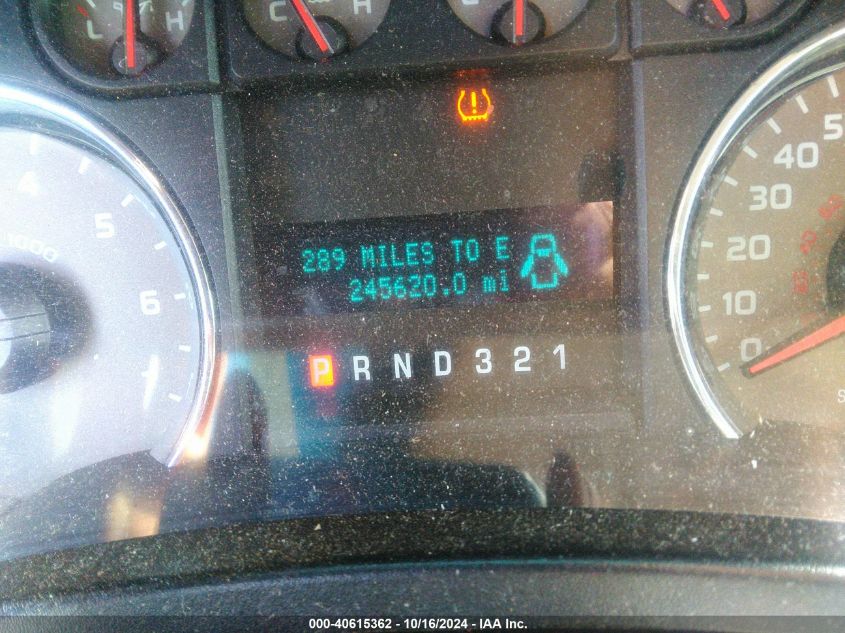 L H C H
289 MILES TO E
245620.0 mi
P R N D 3 2 1
4 5 6 7
1000
0 10 20 30 40
000-40615362 - 10/16/2024 - IAA Inc.